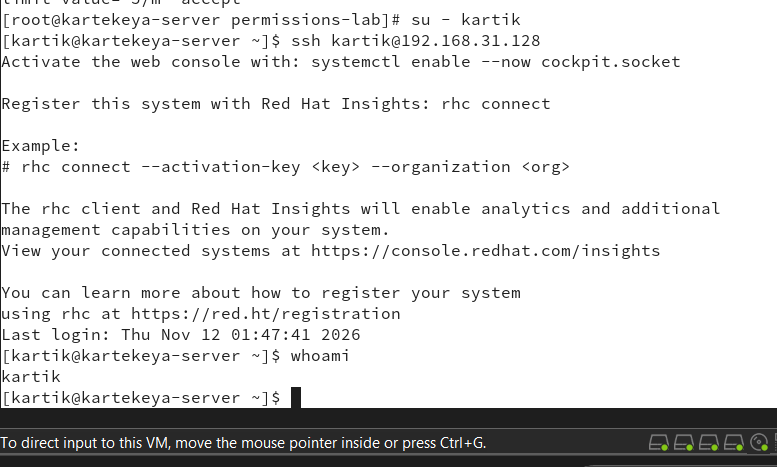 limit value="3/m" accept
[root@kartekeya-server permissions-lab]# su - kartik
[kartik@kartekeya-server ~]$ ssh kartik@192.168.31.128
Activate the web console with: systemctl enable --now cockpit.socket
Register this system with Red Hat Insights: rhc connect
Example:
# rhc connect --activation-key <key> --organization <org>
The rhc client and Red Hat Insights will enable analytics and additional
management capabilities on your system.
View your connected systems at https://console.redhat.com/insights
You can learn more about how to register your system
using rhc at https://red.ht/registration
Last login: Thu Nov 12 01:47:41 2026
[kartik@kartekeya-server ~]$ whoami
kartik
[kartik@kartekeya-server ~]$
To direct input to this VM, move the mouse pointer inside or press Ctrl+G.